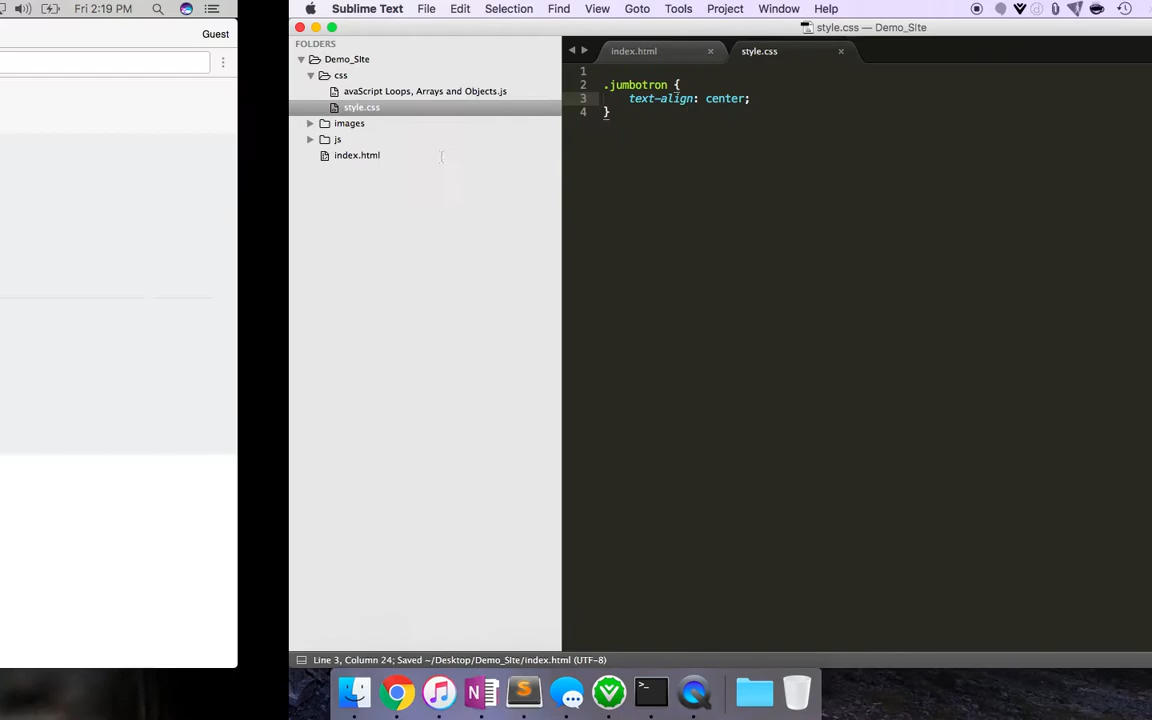 Fri 2:19 PM
Guest
Sublime Text File Edit Selection Find View Goto Tools Project Window Help
style.css — Demo_SIte
FOLDERS
Demo_SIte
css
avaScript Loops, Arrays and Objects.js
style.css
images
js
index.html
index.html × style.css ×
1
2 .jumbotron {
3 text-align: center;
4 }
Line 3, Column 24; Saved ~/Desktop/Demo_SIte/index.html (UTF-8)